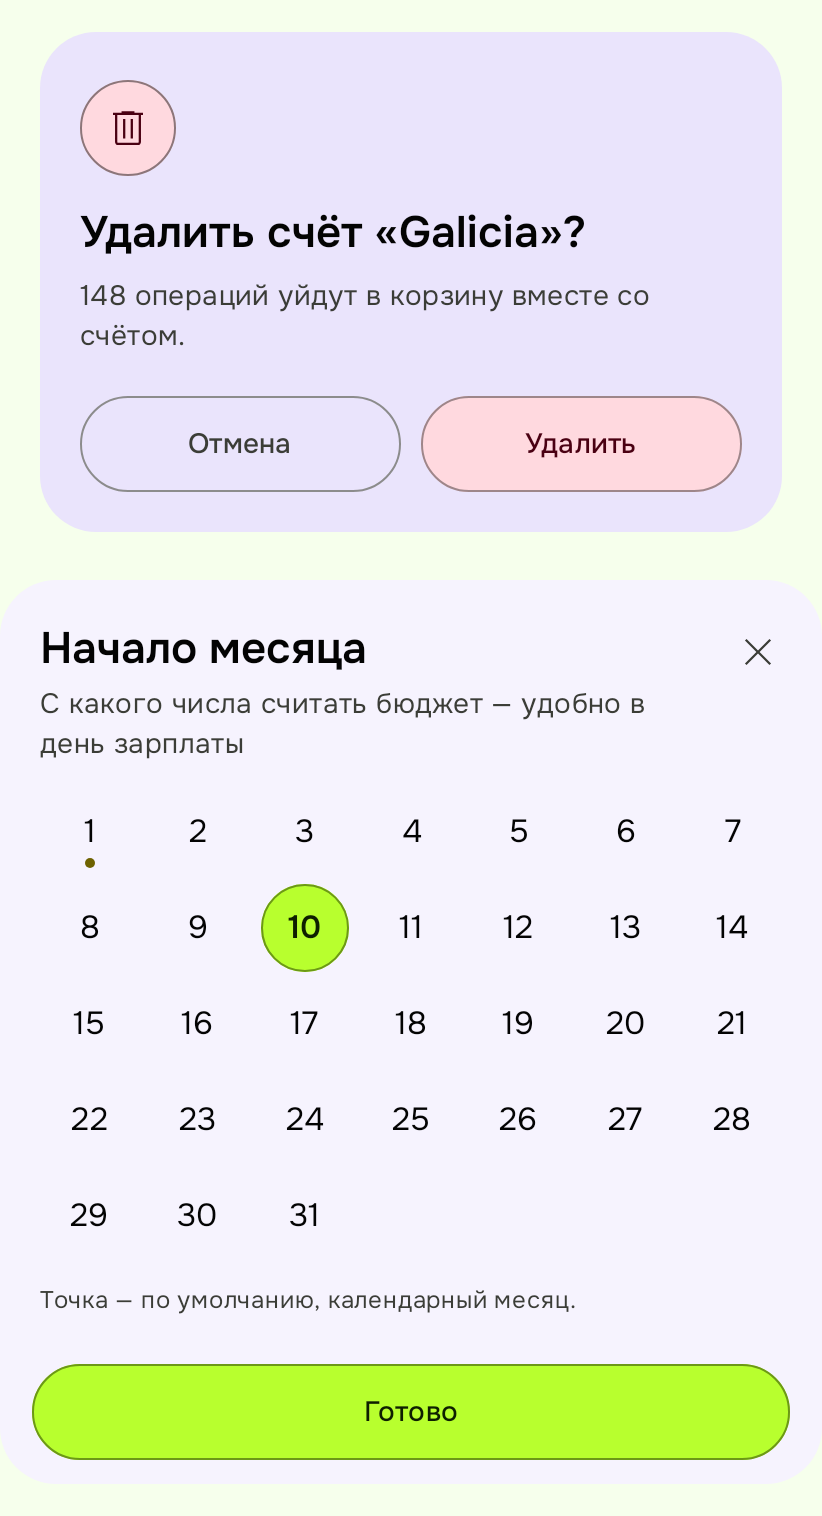 Удалить счёт «Galicia»?
148 операций уйдут в корзину вместе со
счётом.
Отмена Удалить
Начало месяца
С какого числа считать бюджет — удобно в
день зарплаты
1 2 3 4 5 6 7
8 9 10 11 12 13 14
15 16 17 18 19 20 21
22 23 24 25 26 27 28
29 30 31
Точка — по умолчанию, календарный месяц.
Готово